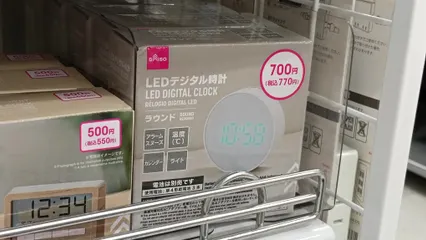 DAISO
LEDデジタル時計
LED DIGITAL CLOCK
RELOGIO DIGITAL LED
ラウンド
アラーム
スヌーズ
温度
(℃)
カレンダー
ライト
電池は別売です
700円
(税込770円)
10:58
500円
(税込550円)
12:34